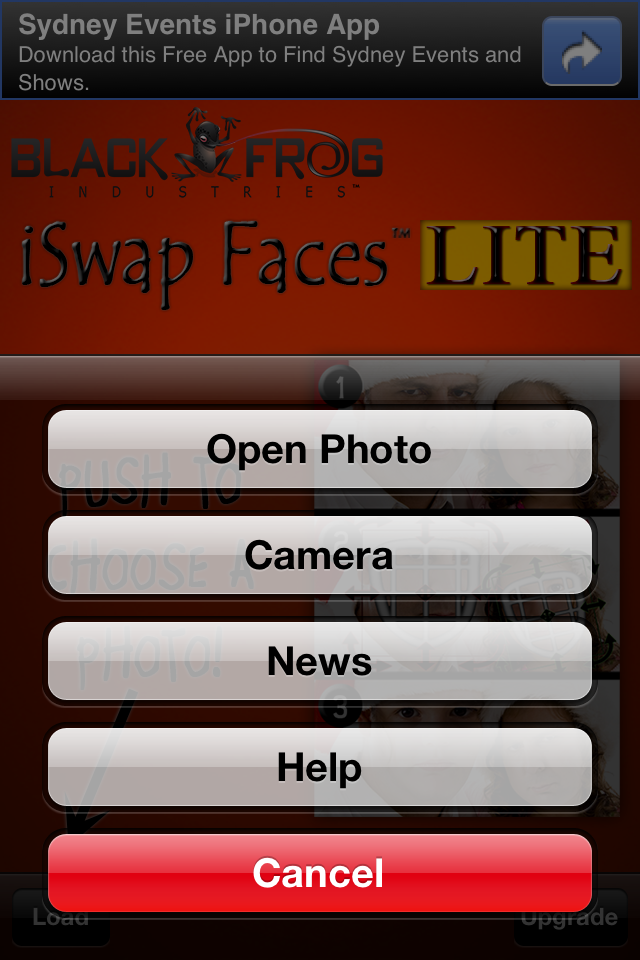 Sydney Events iPhone App
Download this Free App to Find Sydney Events and
Shows.
BLACK FROG
INDUSTRIES™
iSwap Faces™ LITE
1
Open Photo
PUSH TO
Camera
CHOOSE A
News
PHOTO!
3
Help
Cancel
Load
Upgrade